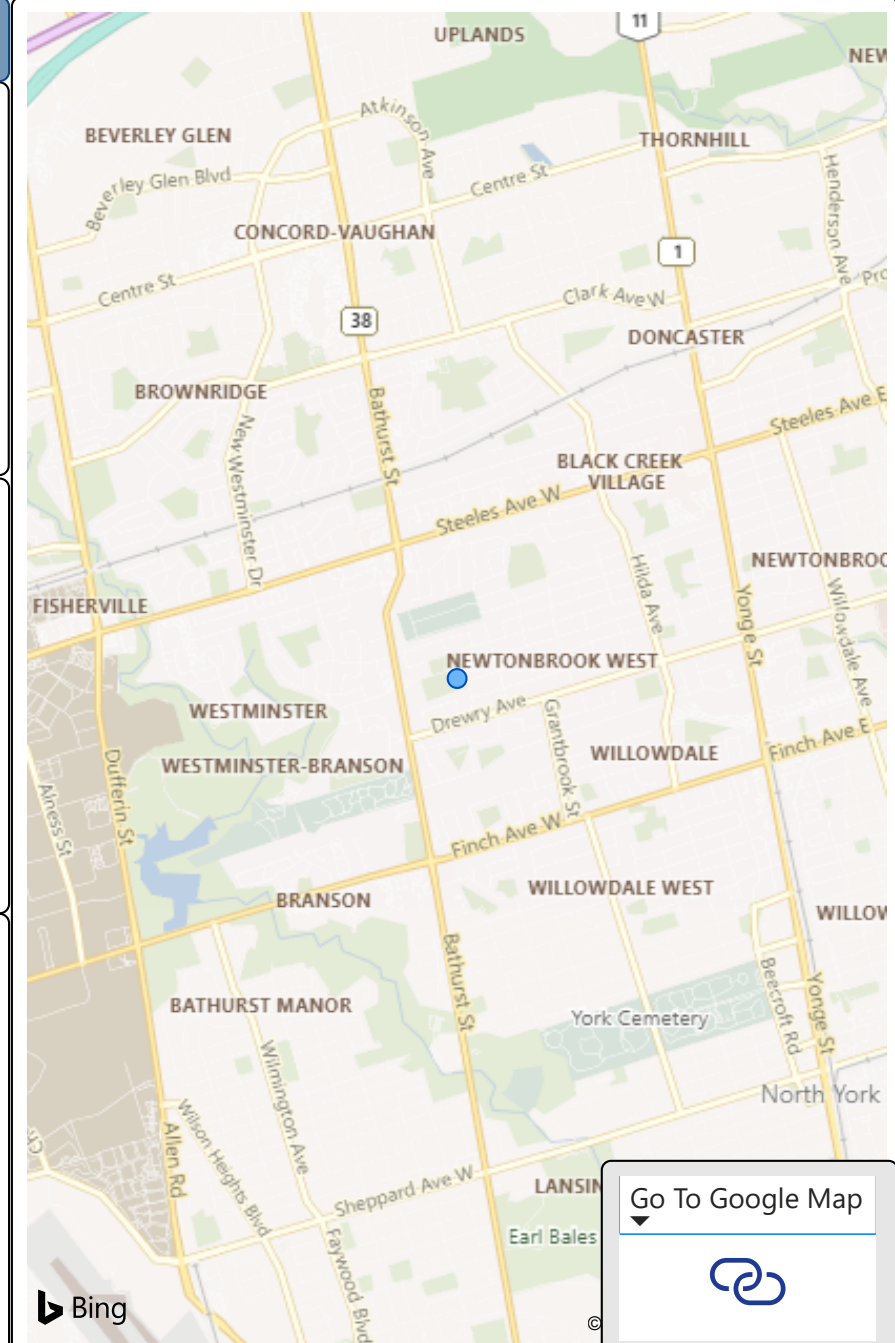 11
UPLANDS
NEW
Atkinson Ave
BEVERLEY GLEN
THORNHILL
Beverley Glen Blvd
Centre St
Henderson Ave
CONCORD-VAUGHAN
1
Centre St
Clark Ave W
Pro
38
DONCASTER
BROWNRIDGE
Bathurst St
Steeles Ave E
New Westminster Dr
BLACK CREEK
VILLAGE
Steeles Ave W
Hilda Ave
NEWTONBROO
FISHERVILLE
Yonge St
Willowdale Ave
NEWTONBROOK WEST
WESTMINSTER
Drewry Ave
Grantbrook St
WESTMINSTER-BRANSON
WILLOWDALE
Finch Ave E
Dufferin St
Alness St
Finch Ave W
BRANSON
WILLOWDALE WEST
WILLOW
Bathurst St
BATHURST MANOR
York Cemetery
Beecroft Rd
Yonge St
Wilmington Ave
North York
Wilson Heights Blvd
Allen Rd
Sheppard Ave W
LANSIN
Earl Bales
Faywood Blvd
Go To Google Map
Bing
©